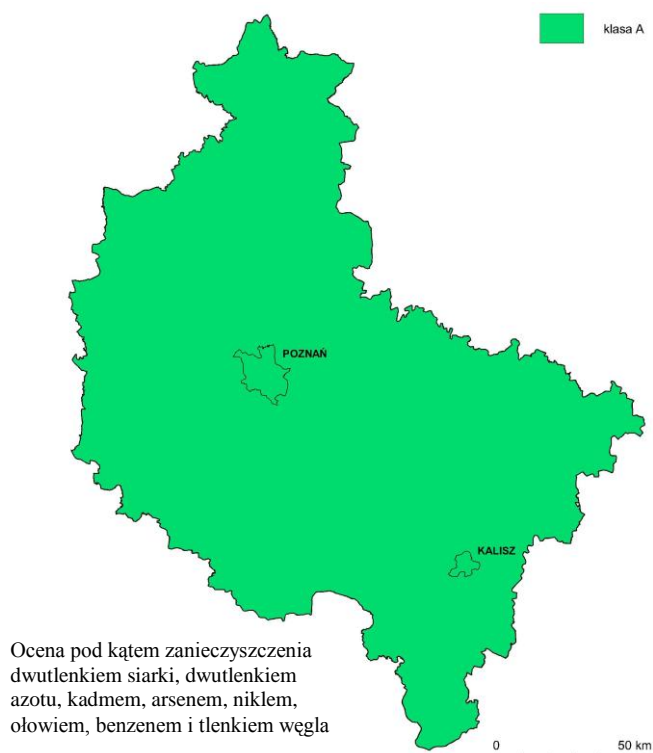 klasa A
POZNAŃ
KALISZ
Ocena pod kątem zanieczyszczenia
dwutlenkiem siarki, dwutlenkiem
azotu, kadmem, arsenem, niklem,
ołowiem, benzenem i tlenkiem węgla
0 50 km